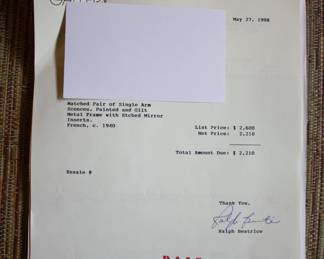 May 27, 1988
Matched Pair of Single Arm
Sconces, Painted and Gilt
Metal Frame with Etched Mirror
Inserts.
French, c. 1940
List Price: $ 2,600
Net Price: 2,210
Total Amount Due: $ 2,210
Resale #
Thank You,
Ralph